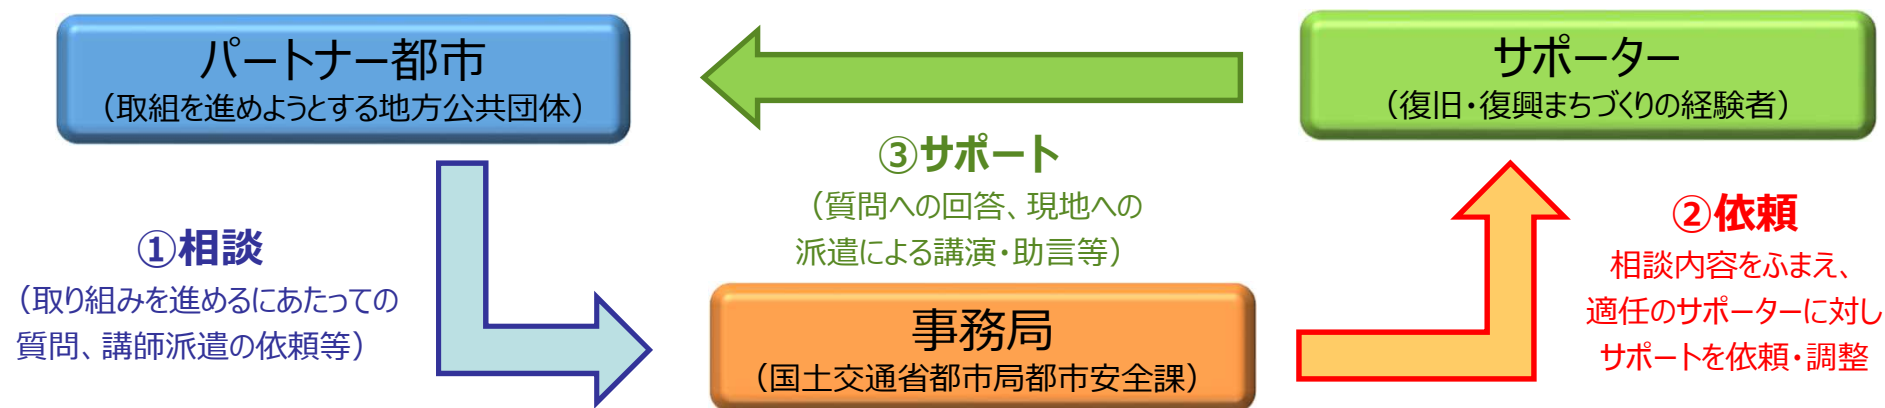 パートナー都市
（取組を進めようとする地方公共団体）
サポーター
（復旧・復興まちづくりの経験者）
①相談
（取り組みを進めるにあたっての
質問、講師派遣の依頼等）
③サポート
（質問への回答、現地への
派遣による講演・助言等）
②依頼
相談内容をふまえ、
適任のサポーターに対し
サポートを依頼・調整
事務局
（国土交通省都市局都市安全課）